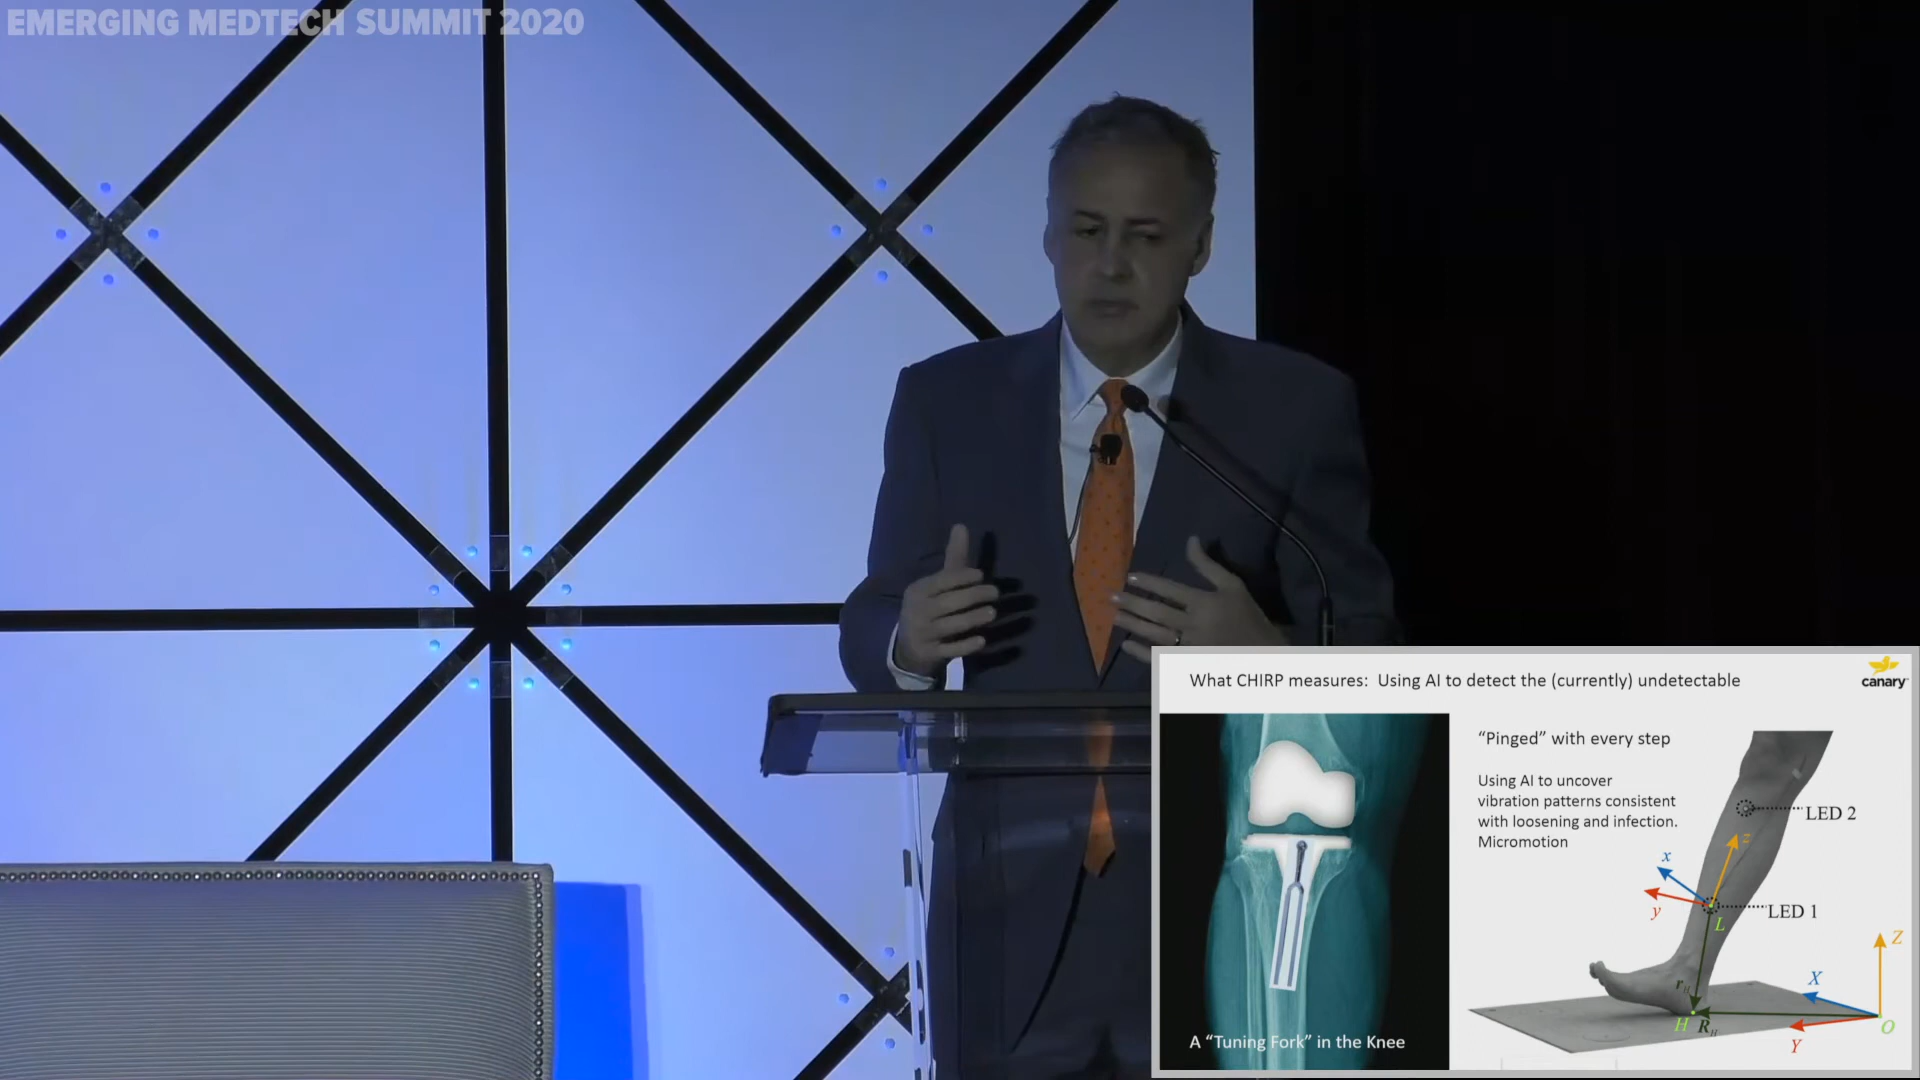 EMERGING MEDTECH SUMMIT 2020
What CHIRP measures: Using AI to detect the (currently) undetectable
canary
“Pinged” with every step
Using AI to uncover
vibration patterns consistent
with loosening and infection.
Micromotion
LED 2
z
x
y
LED 1
L
Z
X
r_H
H R_H
O
Y
A “Tuning Fork” in the Knee